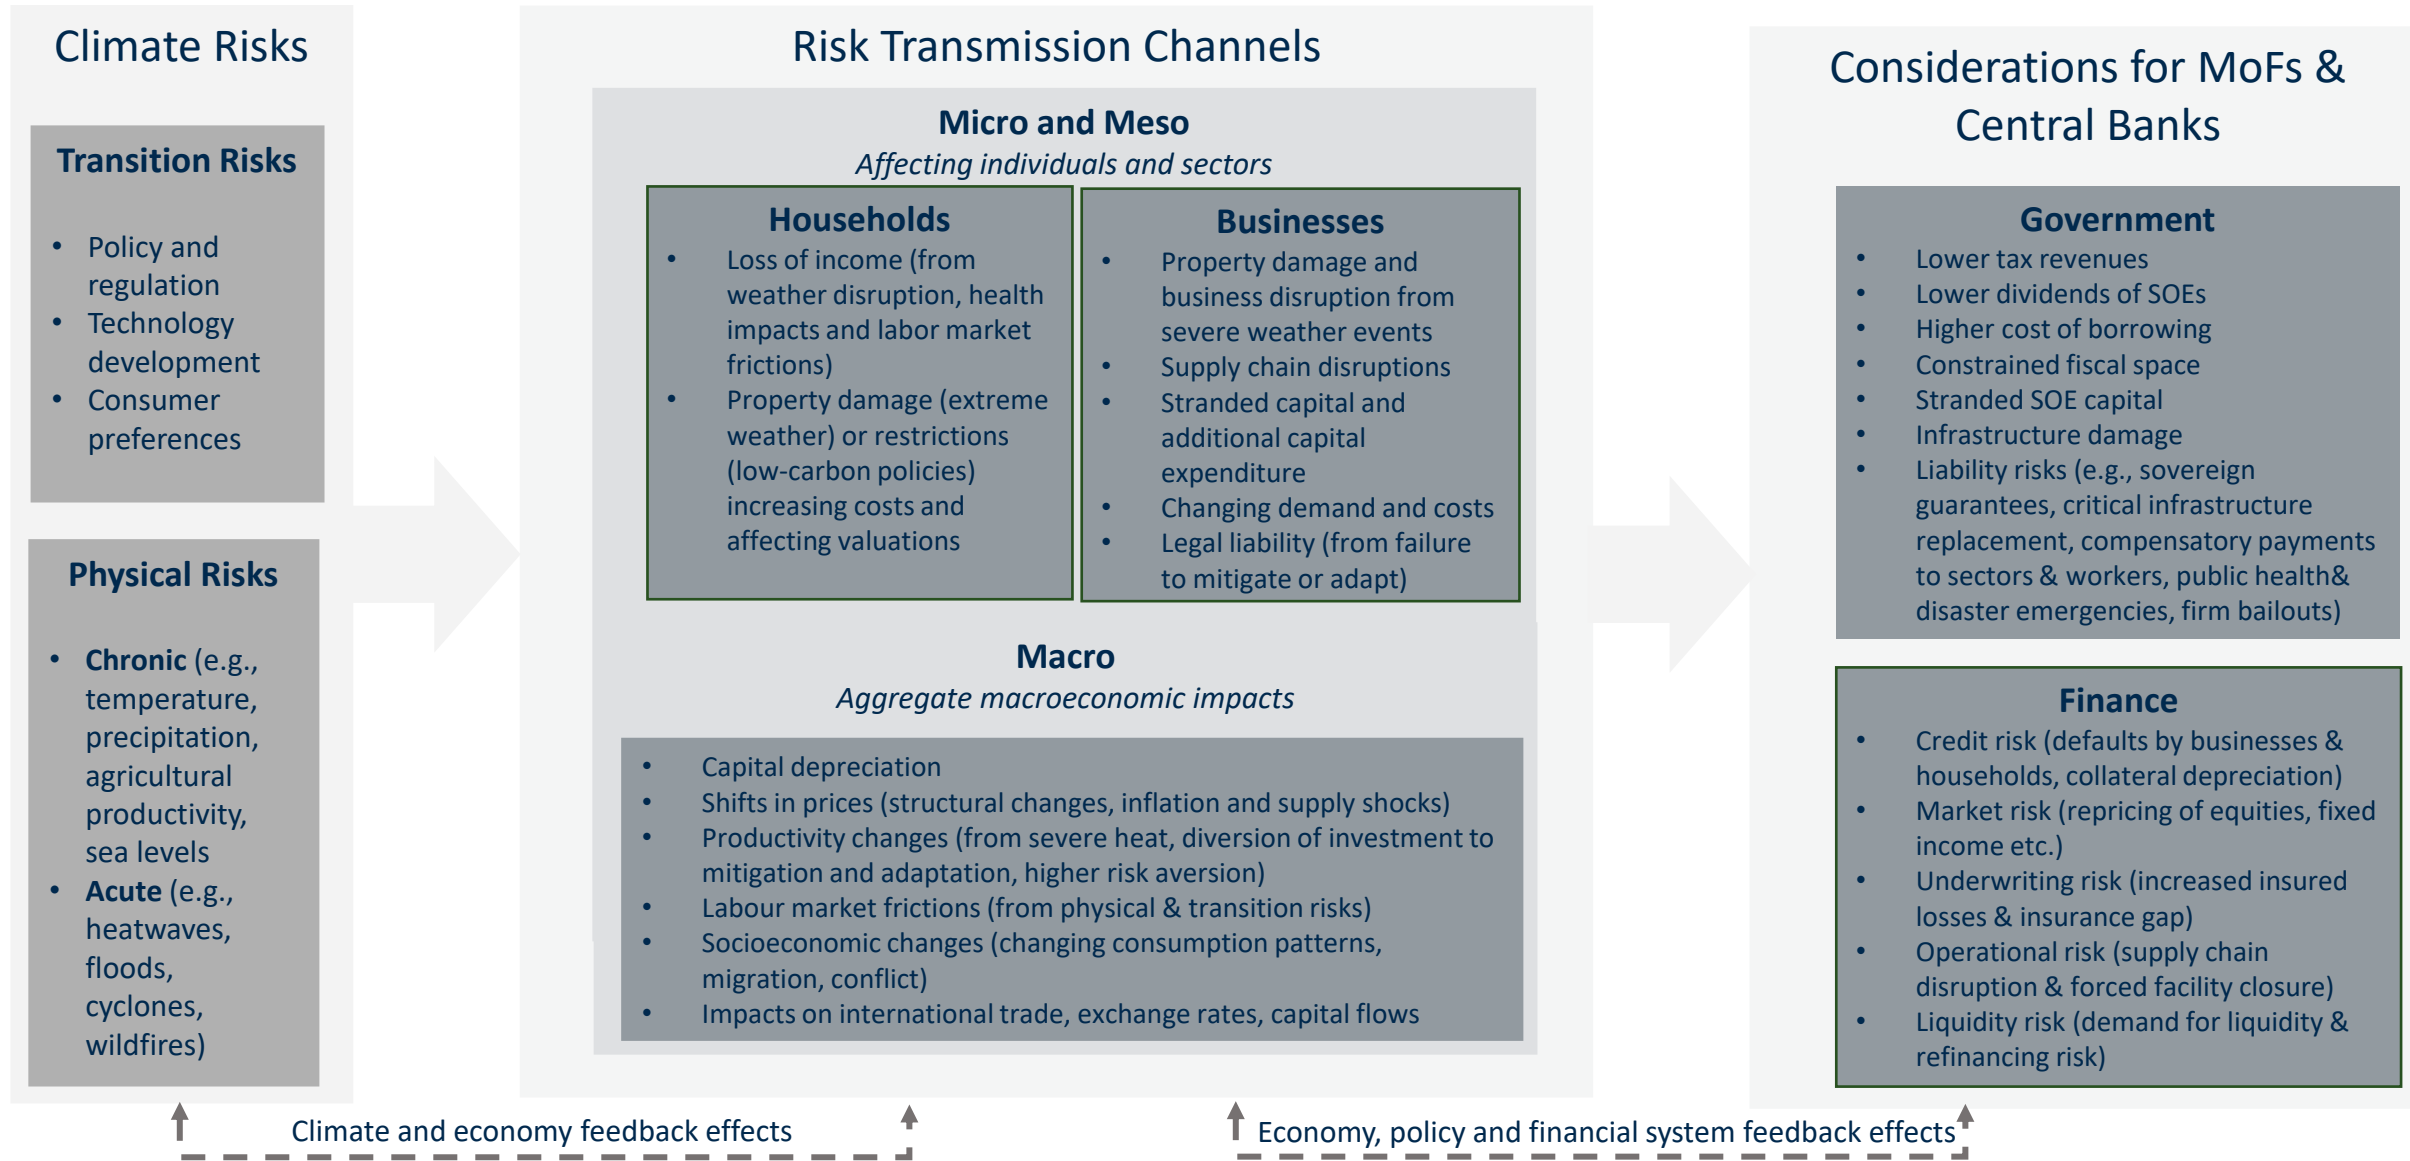 Climate Risks
Transition Risks
• Policy and
regulation
• Technology
development
• Consumer
preferences
Physical Risks
• Chronic (e.g.,
temperature,
precipitation,
agricultural
productivity,
sea levels
• Acute (e.g.,
heatwaves,
floods,
cyclones,
wildfires)
Risk Transmission Channels
Micro and Meso
Affecting individuals and sectors
Households
• Loss of income (from
weather disruption, health
impacts and labor market
frictions)
• Property damage (extreme
weather) or restrictions
(low-carbon policies)
increasing costs and
affecting valuations
Businesses
• Property damage and
business disruption from
severe weather events
• Supply chain disruptions
• Stranded capital and
additional capital
expenditure
• Changing demand and costs
• Legal liability (from failure
to mitigate or adapt)
Macro
Aggregate macroeconomic impacts
• Capital depreciation
• Shifts in prices (structural changes, inflation and supply shocks)
• Productivity changes (from severe heat, diversion of investment to
mitigation and adaptation, higher risk aversion)
• Labour market frictions (from physical & transition risks)
• Socioeconomic changes (changing consumption patterns,
migration, conflict)
• Impacts on international trade, exchange rates, capital flows
Considerations for MoFs &
Central Banks
Government
• Lower tax revenues
• Lower dividends of SOEs
• Higher cost of borrowing
• Constrained fiscal space
• Stranded SOE capital
• Infrastructure damage
• Liability risks (e.g., sovereign
guarantees, critical infrastructure
replacement, compensatory payments
to sectors & workers, public health&
disaster emergencies, firm bailouts)
Finance
• Credit risk (defaults by businesses &
households, collateral depreciation)
• Market risk (repricing of equities, fixed
income etc.)
• Underwriting risk (increased insured
losses & insurance gap)
• Operational risk (supply chain
disruption & forced facility closure)
• Liquidity risk (demand for liquidity &
refinancing risk)
Climate and economy feedback effects
Economy, policy and financial system feedback effects